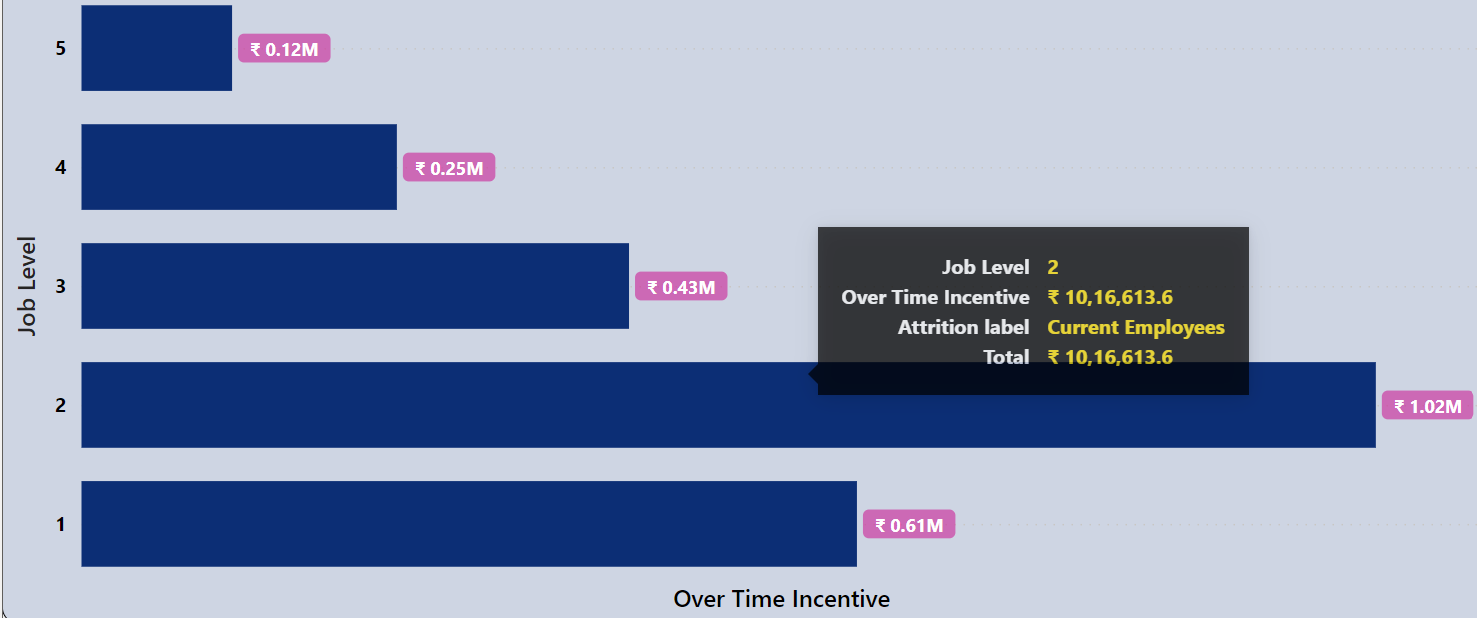 5
₹ 0.12M
4
₹ 0.25M
Job Level
3
₹ 0.43M
Job Level 2
Over Time Incentive ₹ 10,16,613.6
Attrition label Current Employees
Total ₹ 10,16,613.6
2
₹ 1.02M
1
₹ 0.61M
Over Time Incentive